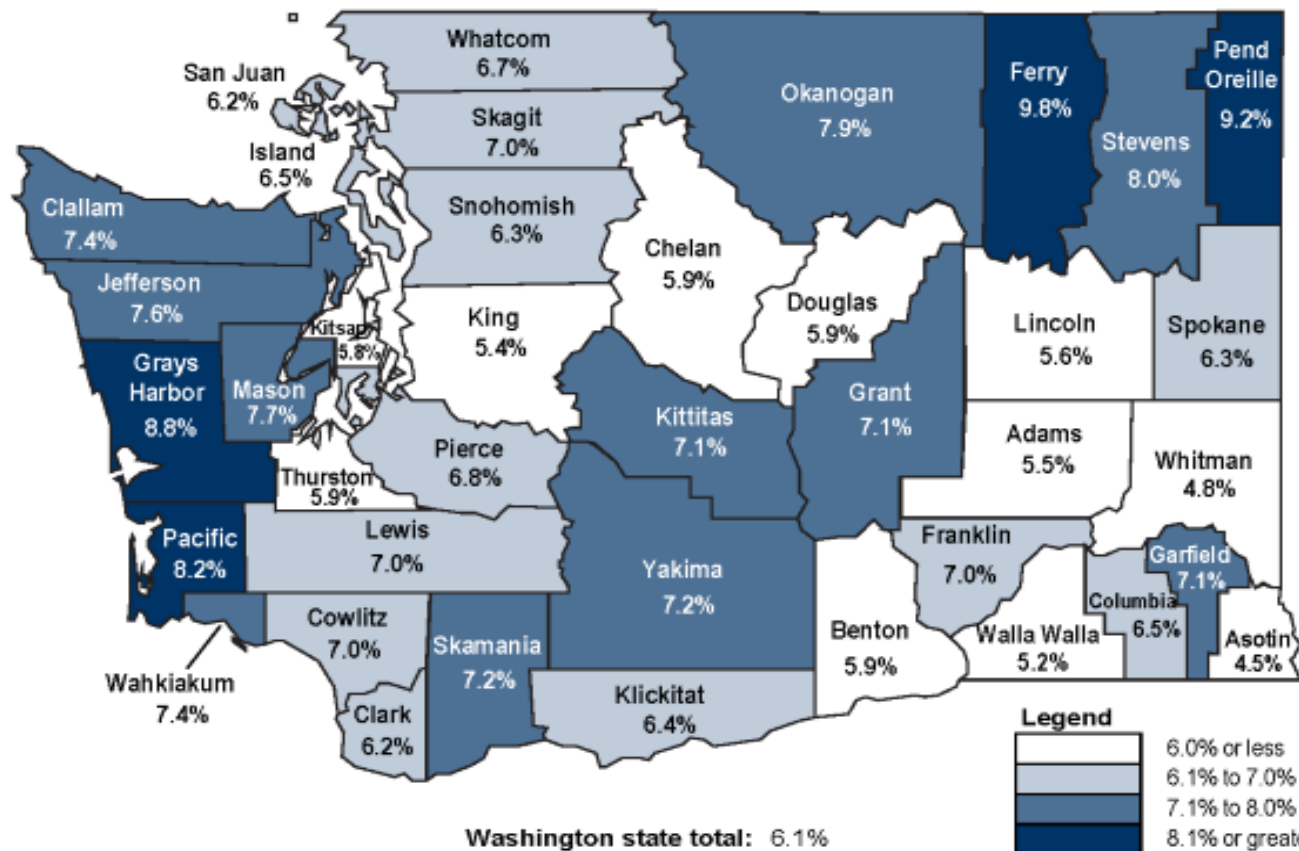 Whatcom
6.7%
San Juan
6.2%
Skagit
7.0%
Island
6.5%
Snohomish
6.3%
Okanogan
7.9%
Ferry
9.8%
Stevens
8.0%
Pend
Oreille
9.2%
Clallam
7.4%
Jefferson
7.6%
Chelan
5.9%
Douglas
5.9%
King
5.4%
Kitsap
5.8%
Lincoln
5.6%
Spokane
6.3%
Grays
Harbor
8.8%
Mason
7.7%
Kittitas
7.1%
Grant
7.1%
Adams
5.5%
Whitman
4.8%
Pierce
6.8%
Thurston
5.9%
Pacific
8.2%
Lewis
7.0%
Yakima
7.2%
Franklin
7.0%
Garfield
7.1%
Columbia
6.5%
Asotin
4.5%
Cowlitz
7.0%
Skamania
7.2%
Benton
5.9%
Walla Walla
5.2%
Wahkiakum
7.4%
Clark
6.2%
Klickitat
6.4%
Legend
6.0% or less
6.1% to 7.0%
7.1% to 8.0%
8.1% or greate
Washington state total: 6.1%